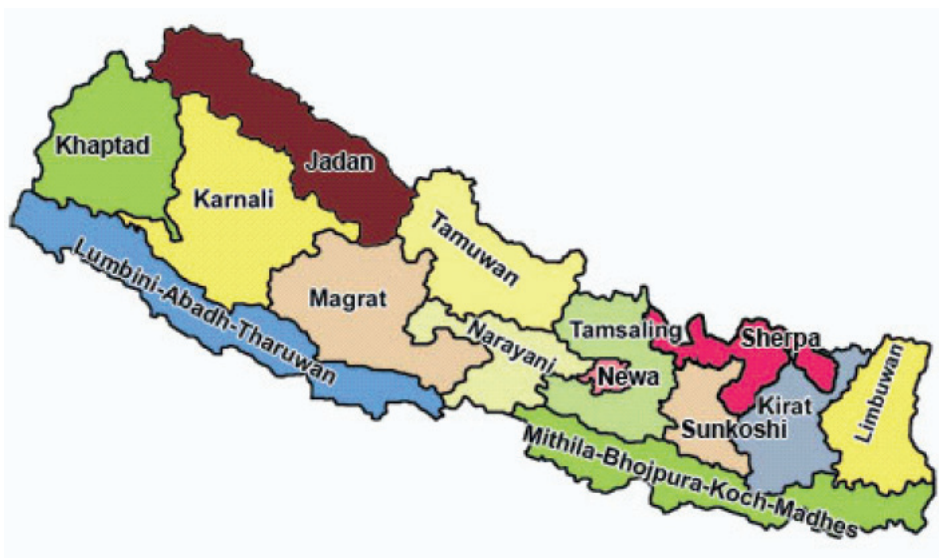 Khaptad
Jadan
Karnali
Tamuwan
Lumbini-Abadh-Tharuwan
Magrat
Narayani
Tamsaling
Sherpa
Newa
Kirat
Limbuwan
Sunkoshi
Mithila-Bhojpura-Koch-Madhes